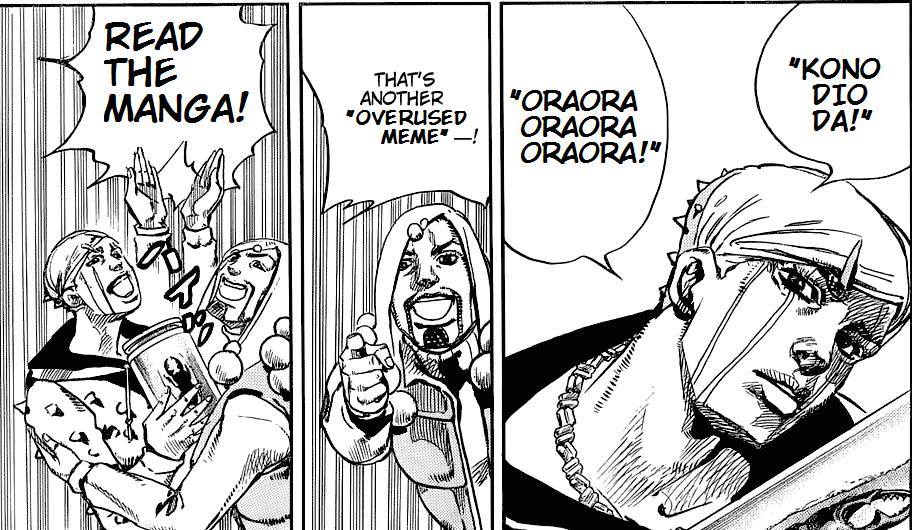 "KONO
DIO
DA!"
"ORAORA
ORAORA
ORAORA!"
THAT'S
ANOTHER
"OVERUSED
MEME" —!
READ
THE
MANGA!